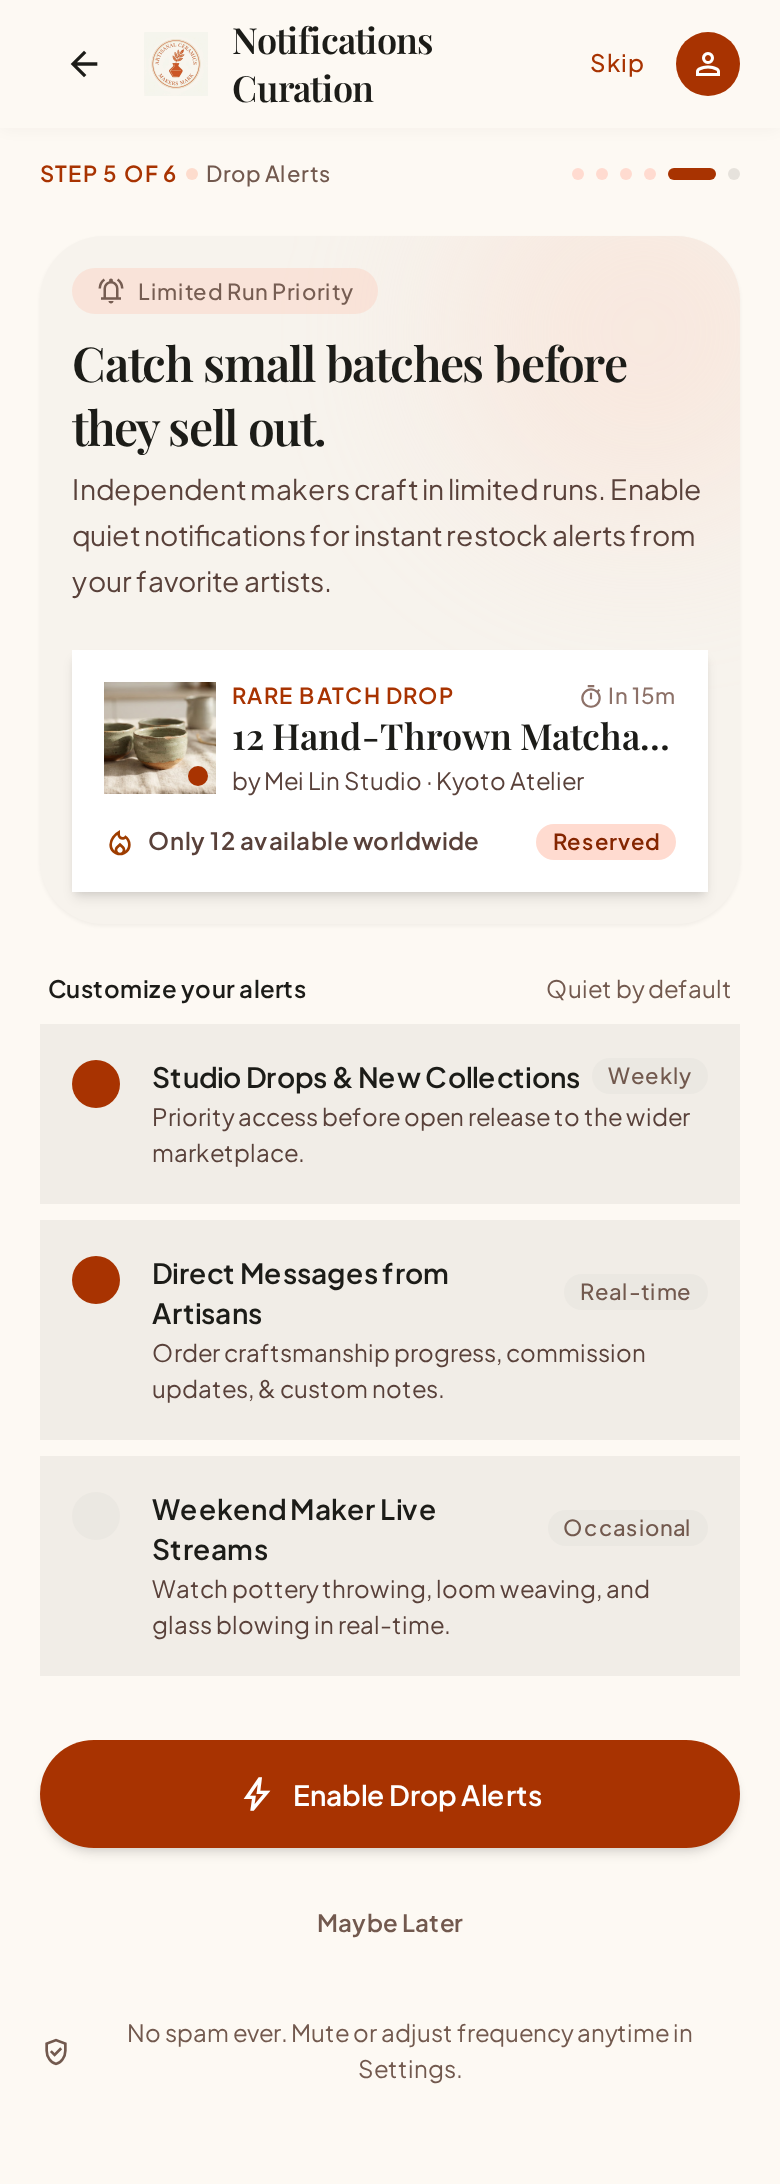 ARTISANAL CERAMICS
MAKERS MARK
Notifications
Curation
Skip
STEP 5 OF 6
Drop Alerts
Limited Run Priority
Catch small batches before
they sell out.
Independent makers craft in limited runs. Enable
quiet notifications for instant restock alerts from
your favorite artists.
RARE BATCH DROP
In 15m
12 Hand-Thrown Matcha...
by Mei Lin Studio · Kyoto Atelier
Only 12 available worldwide
Reserved
Customize your alerts
Quiet by default
Studio Drops & New Collections
Weekly
Priority access before open release to the wider
marketplace.
Direct Messages from
Artisans
Real-time
Order craftsmanship progress, commission
updates, & custom notes.
Weekend Maker Live
Streams
Occasional
Watch pottery throwing, loom weaving, and
glass blowing in real-time.
Enable Drop Alerts
Maybe Later
No spam ever. Mute or adjust frequency anytime in
Settings.